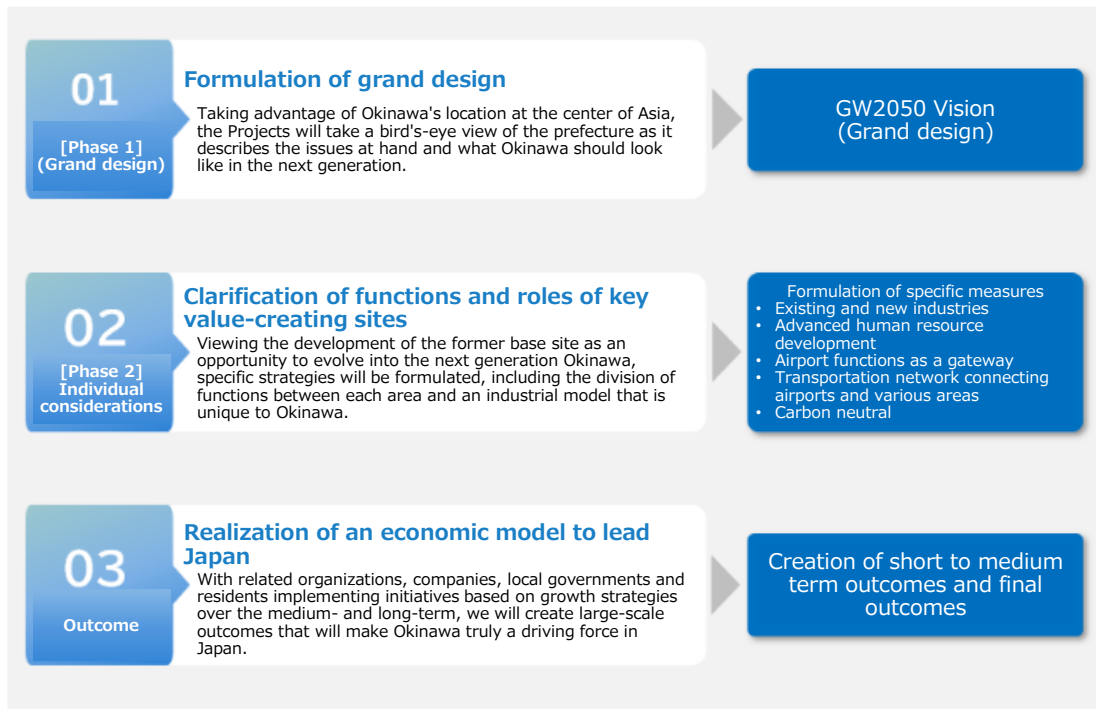 01
[Phase 1]
(Grand design)
Formulation of grand design
Taking advantage of Okinawa's location at the center of Asia,
the Projects will take a bird's-eye view of the prefecture as it
describes the issues at hand and what Okinawa should look
like in the next generation.
GW2050 Vision
(Grand design)
02
[Phase 2]
Individual
considerations
Clarification of functions and roles of key
value-creating sites
Viewing the development of the former base site as an
opportunity to evolve into the next generation Okinawa,
specific strategies will be formulated, including the division of
functions between each area and an industrial model that is
unique to Okinawa.
Formulation of specific measures
• Existing and new industries
• Advanced human resource
development
• Airport functions as a gateway
• Transportation network connecting
airports and various areas
• Carbon neutral
03
Outcome
Realization of an economic model to lead
Japan
With related organizations, companies, local governments and
residents implementing initiatives based on growth strategies
over the medium- and long-term, we will create large-scale
outcomes that will make Okinawa truly a driving force in
Japan.
Creation of short to medium
term outcomes and final
outcomes